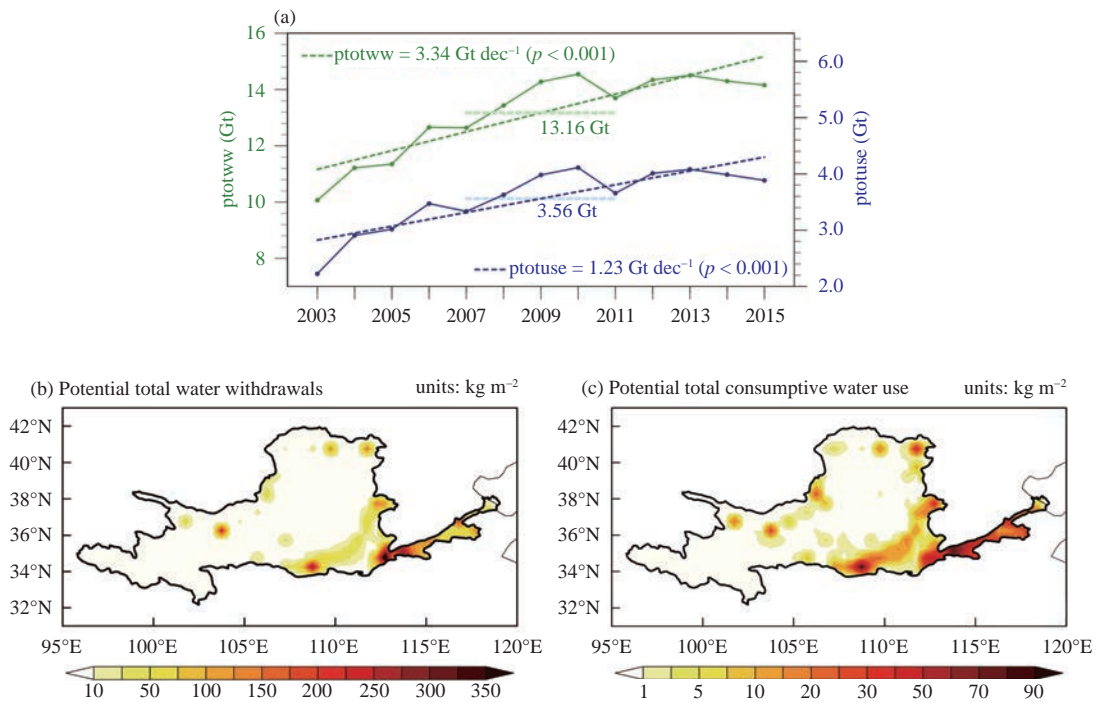 (a)
16
ptotww = 3.34 Gt dec⁻¹ (p < 0.001)
6.0
14
5.0
13.16 Gt
ptotww (Gt)
12
ptotuse (Gt)
4.0
10
3.56 Gt
3.0
8
ptotuse = 1.23 Gt dec⁻¹ (p < 0.001)
2.0
2003 2005 2007 2009 2011 2013 2015
(b) Potential total water withdrawals units: kg m⁻²
42°N
40°N
38°N
36°N
34°N
32°N
95°E 100°E 105°E 110°E 115°E 120°E
10 50 100 150 200 250 300 350
(c) Potential total consumptive water use units: kg m⁻²
42°N
40°N
38°N
36°N
34°N
32°N
95°E 100°E 105°E 110°E 115°E 120°E
1 5 10 20 30 50 70 90